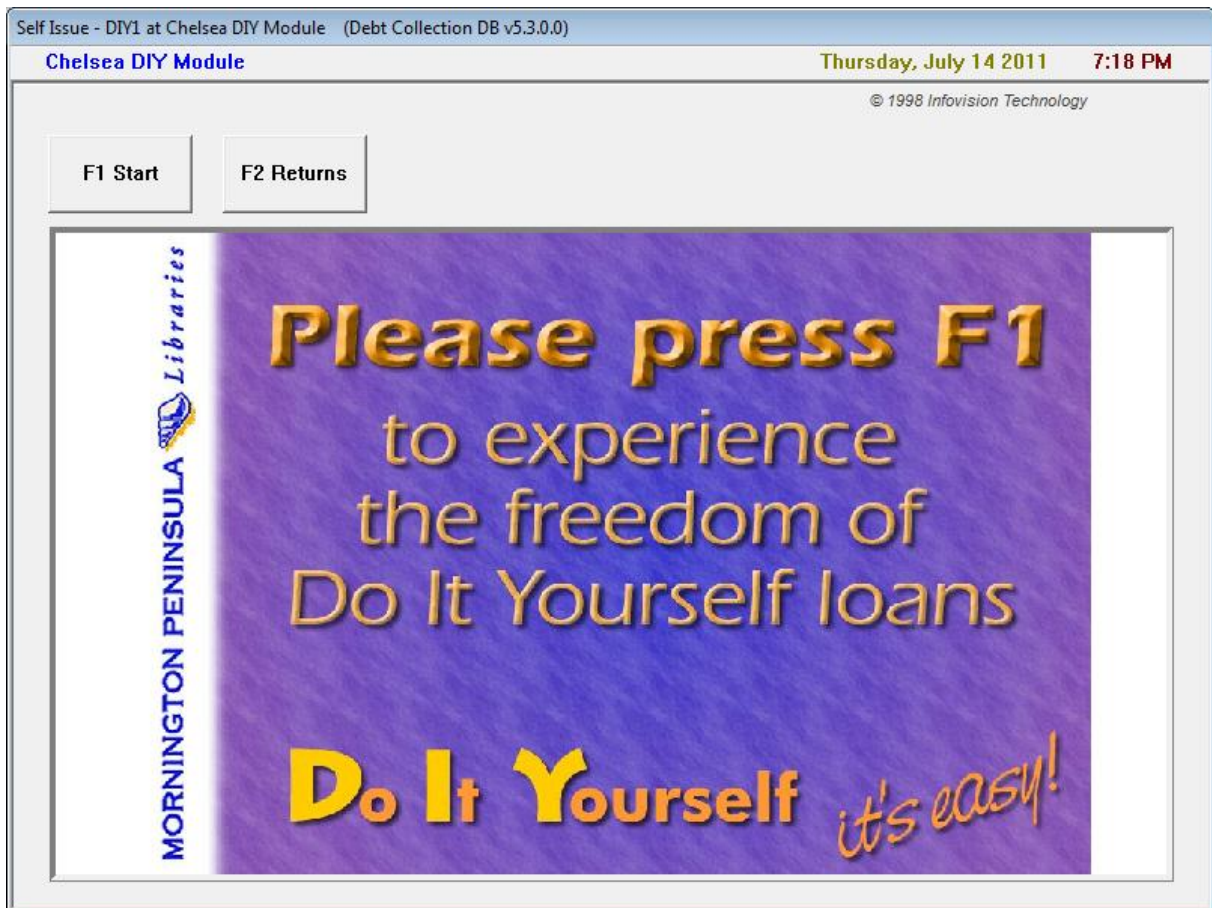 Self Issue - DIY1 at Chelsea DIY Module (Debt Collection DB v5.3.0.0)
Chelsea DIY Module Thursday, July 14 2011 7:18 PM
© 1998 Infovision Technology
F1 Start F2 Returns
MORNINGTON PENINSULA Libraries
Please press F1
to experience
the freedom of
Do It Yourself loans
Do It Yourself it's easy!